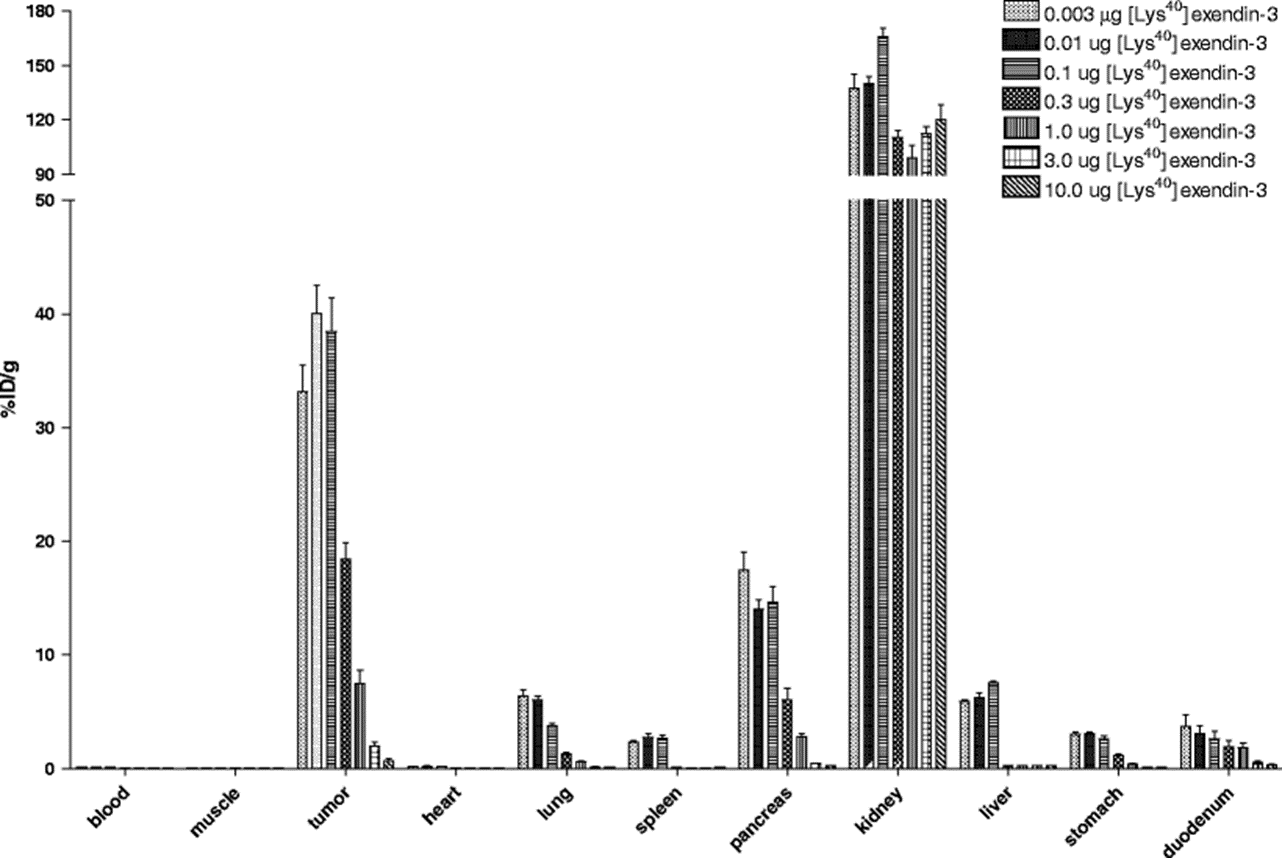 180
150
120
90
50
40
30
20
10
0
%ID/g
blood
muscle
tumor
heart
lung
spleen
pancreas
kidney
liver
stomach
duodenum
0.003 µg [Lys⁴⁰]exendin-3
0.01 ug [Lys⁴⁰]exendin-3
0.1 ug [Lys⁴⁰]exendin-3
0.3 ug [Lys⁴⁰]exendin-3
1.0 ug [Lys⁴⁰]exendin-3
3.0 ug [Lys⁴⁰]exendin-3
10.0 ug [Lys⁴⁰]exendin-3